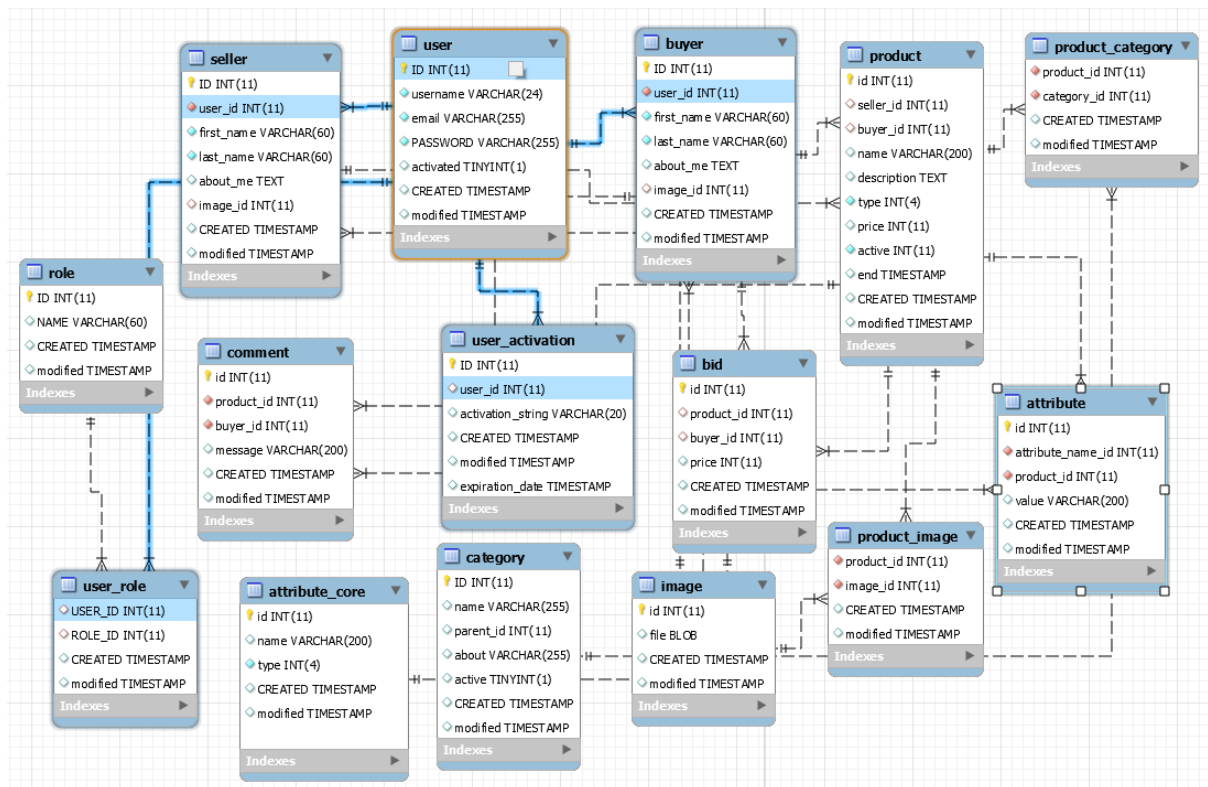 seller
ID INT(11)
user_id INT(11)
first_name VARCHAR(60)
last_name VARCHAR(60)
about_me TEXT
image_id INT(11)
CREATED TIMESTAMP
modified TIMESTAMP
Indexes
user
ID INT(11)
username VARCHAR(24)
email VARCHAR(255)
PASSWORD VARCHAR(255)
activated TINYINT(1)
CREATED TIMESTAMP
modified TIMESTAMP
Indexes
buyer
ID INT(11)
user_id INT(11)
first_name VARCHAR(60)
last_name VARCHAR(60)
about_me TEXT
image_id INT(11)
CREATED TIMESTAMP
modified TIMESTAMP
Indexes
product
id INT(11)
seller_id INT(11)
buyer_id INT(11)
name VARCHAR(200)
description TEXT
type INT(4)
price INT(11)
active INT(11)
end TIMESTAMP
CREATED TIMESTAMP
modified TIMESTAMP
Indexes
product_category
product_id INT(11)
category_id INT(11)
CREATED TIMESTAMP
modified TIMESTAMP
Indexes
role
ID INT(11)
NAME VARCHAR(60)
CREATED TIMESTAMP
modified TIMESTAMP
Indexes
comment
id INT(11)
product_id INT(11)
buyer_id INT(11)
message VARCHAR(200)
CREATED TIMESTAMP
modified TIMESTAMP
Indexes
user_activation
ID INT(11)
user_id INT(11)
activation_string VARCHAR(20)
CREATED TIMESTAMP
modified TIMESTAMP
expiration_date TIMESTAMP
Indexes
bid
id INT(11)
product_id INT(11)
buyer_id INT(11)
price INT(11)
CREATED TIMESTAMP
modified TIMESTAMP
Indexes
attribute
id INT(11)
attribute_name_id INT(11)
product_id INT(11)
value VARCHAR(200)
CREATED TIMESTAMP
modified TIMESTAMP
Indexes
user_role
USER_ID INT(11)
ROLE_ID INT(11)
CREATED TIMESTAMP
modified TIMESTAMP
Indexes
attribute_core
id INT(11)
name VARCHAR(200)
type INT(4)
CREATED TIMESTAMP
modified TIMESTAMP
Indexes
category
ID INT(11)
name VARCHAR(255)
parent_id INT(11)
about VARCHAR(255)
active TINYINT(1)
CREATED TIMESTAMP
modified TIMESTAMP
Indexes
image
id INT(11)
file BLOB
CREATED TIMESTAMP
modified TIMESTAMP
Indexes
product_image
product_id INT(11)
image_id INT(11)
CREATED TIMESTAMP
modified TIMESTAMP
Indexes